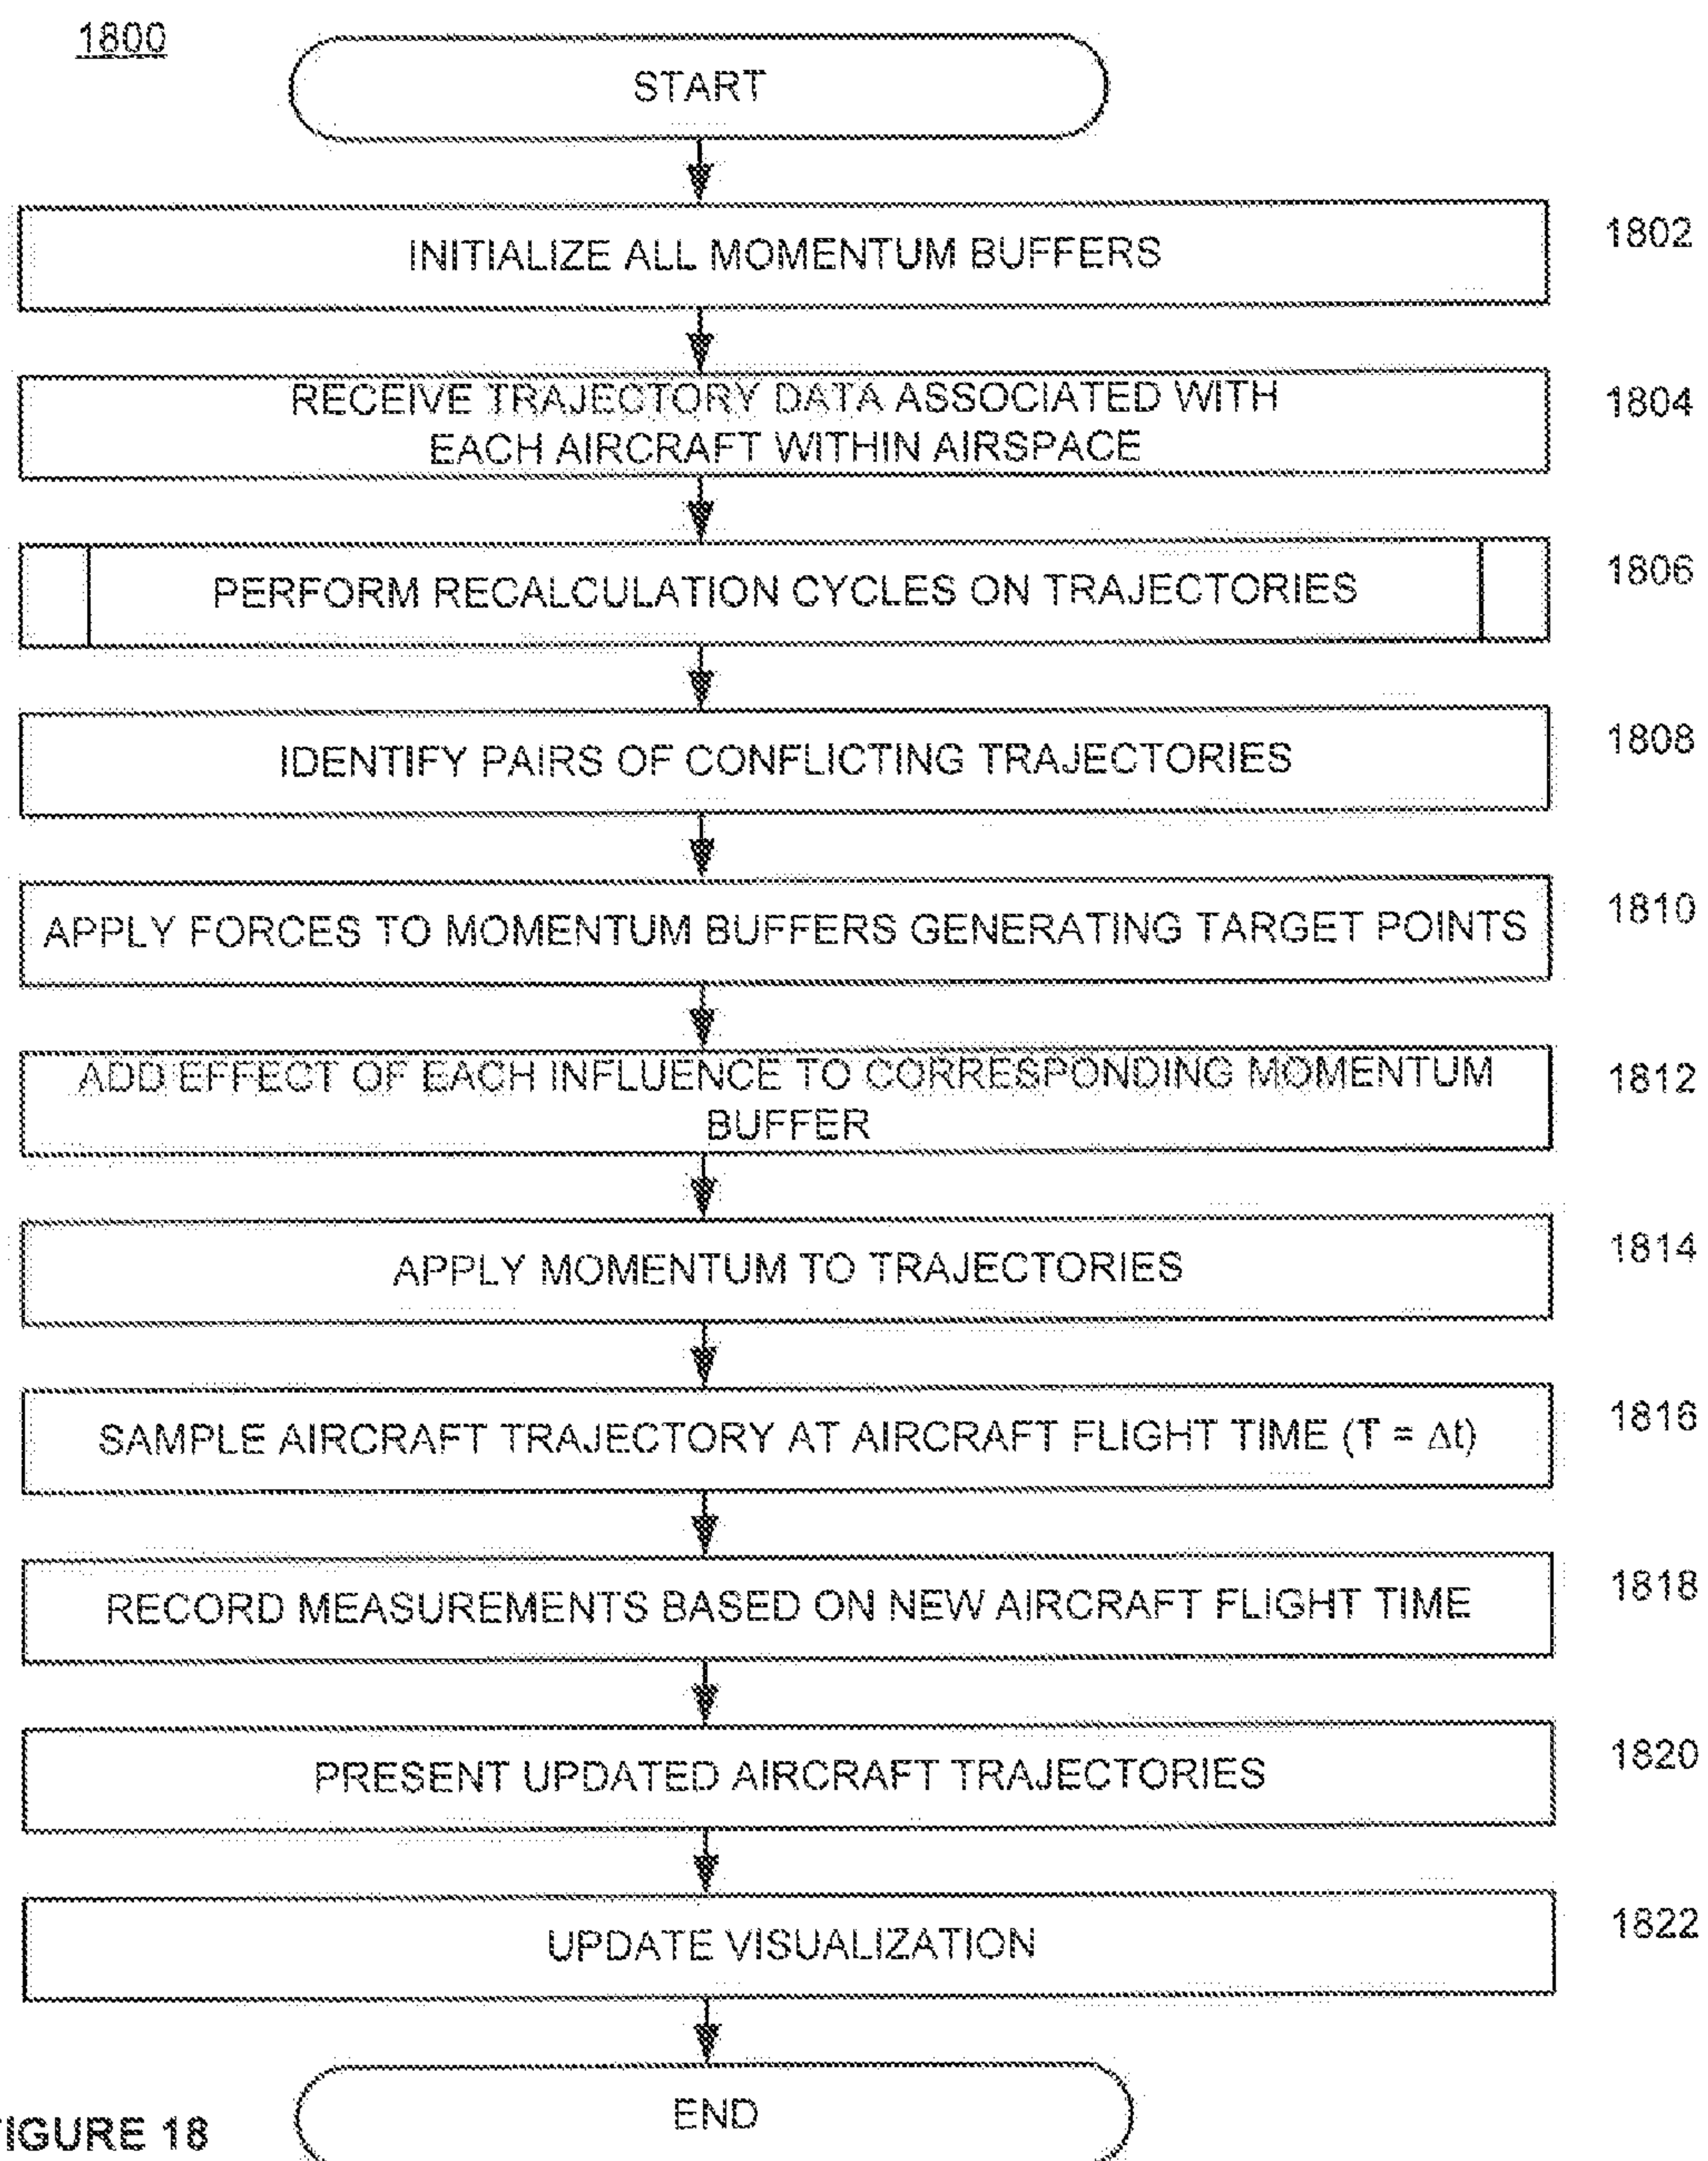 1800
START
INITIALIZE ALL MOMENTUM BUFFERS
1802
RECEIVE TRAJECTORY DATA ASSOCIATED WITH
EACH AIRCRAFT WITHIN AIRSPACE
1804
PERFORM RECALCULATION CYCLES ON TRAJECTORIES
1806
IDENTIFY PAIRS OF CONFLICTING TRAJECTORIES
1808
APPLY FORCES TO MOMENTUM BUFFERS GENERATING TARGET POINTS
1810
ADD EFFECT OF EACH INFLUENCE TO CORRESPONDING MOMENTUM
BUFFER
1812
APPLY MOMENTUM TO TRAJECTORIES
1814
SAMPLE AIRCRAFT TRAJECTORY AT AIRCRAFT FLIGHT TIME (T = Δt)
1816
RECORD MEASUREMENTS BASED ON NEW AIRCRAFT FLIGHT TIME
1818
PRESENT UPDATED AIRCRAFT TRAJECTORIES
1820
UPDATE VISUALIZATION
1822
END
IGURE 18